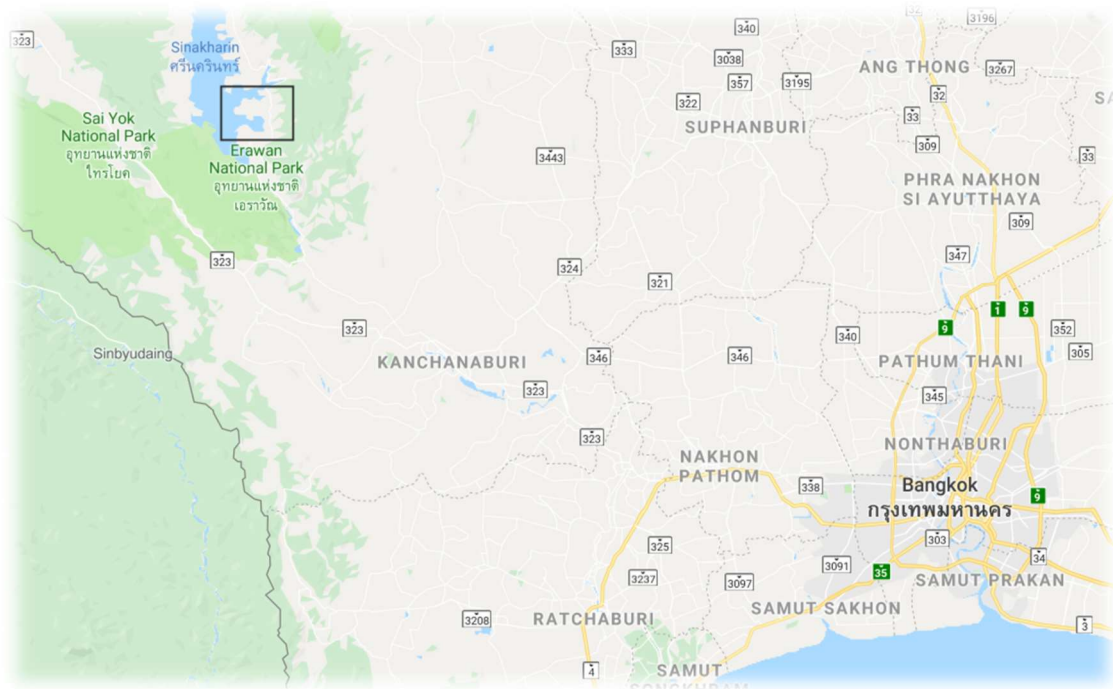 32
3196
323
Sinakharin
ศรีนครินทร์
340
333
3038
357
3195
ANG THONG
3267
322
32
33
SUPHANBURI
309
33
Sai Yok
National Park
อุทยานแห่งชาติ
ไทรโยค
Erawan
National Park
อุทยานแห่งชาติ
เอราวัณ
3443
PHRA NAKHON
SI AYUTTHAYA
309
347
323
324
321
1
9
9
352
323
340
305
Sinbyudaing
KANCHANABURI
346
346
PATHUM THANI
323
345
323
NONTHABURI
NAKHON
PATHOM
338
Bangkok
กรุงเทพมหานคร
9
303
325
34
3091
35
3237
3097
SAMUT PRAKAN
SAMUT SAKHON
3208
RATCHABURI
3
4
SAMUT